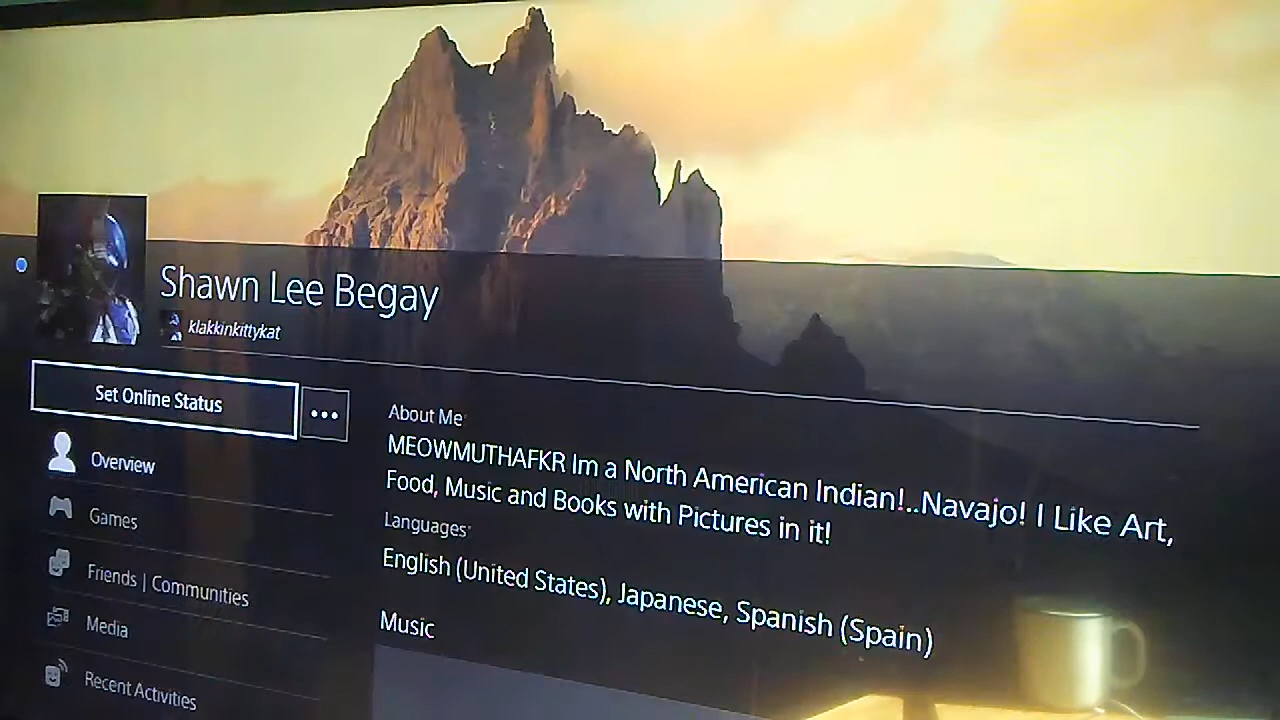 Shawn Lee Begay
klakkinkittykat
Set Online Status
Overview
Games
Friends | Communities
Media
Recent Activities
About Me
MEOWMUTHAFKR Im a North American Indian!..Navajo! I Like Art,
Food, Music and Books with Pictures in it!
Languages
English (United States), Japanese, Spanish (Spain)
Music